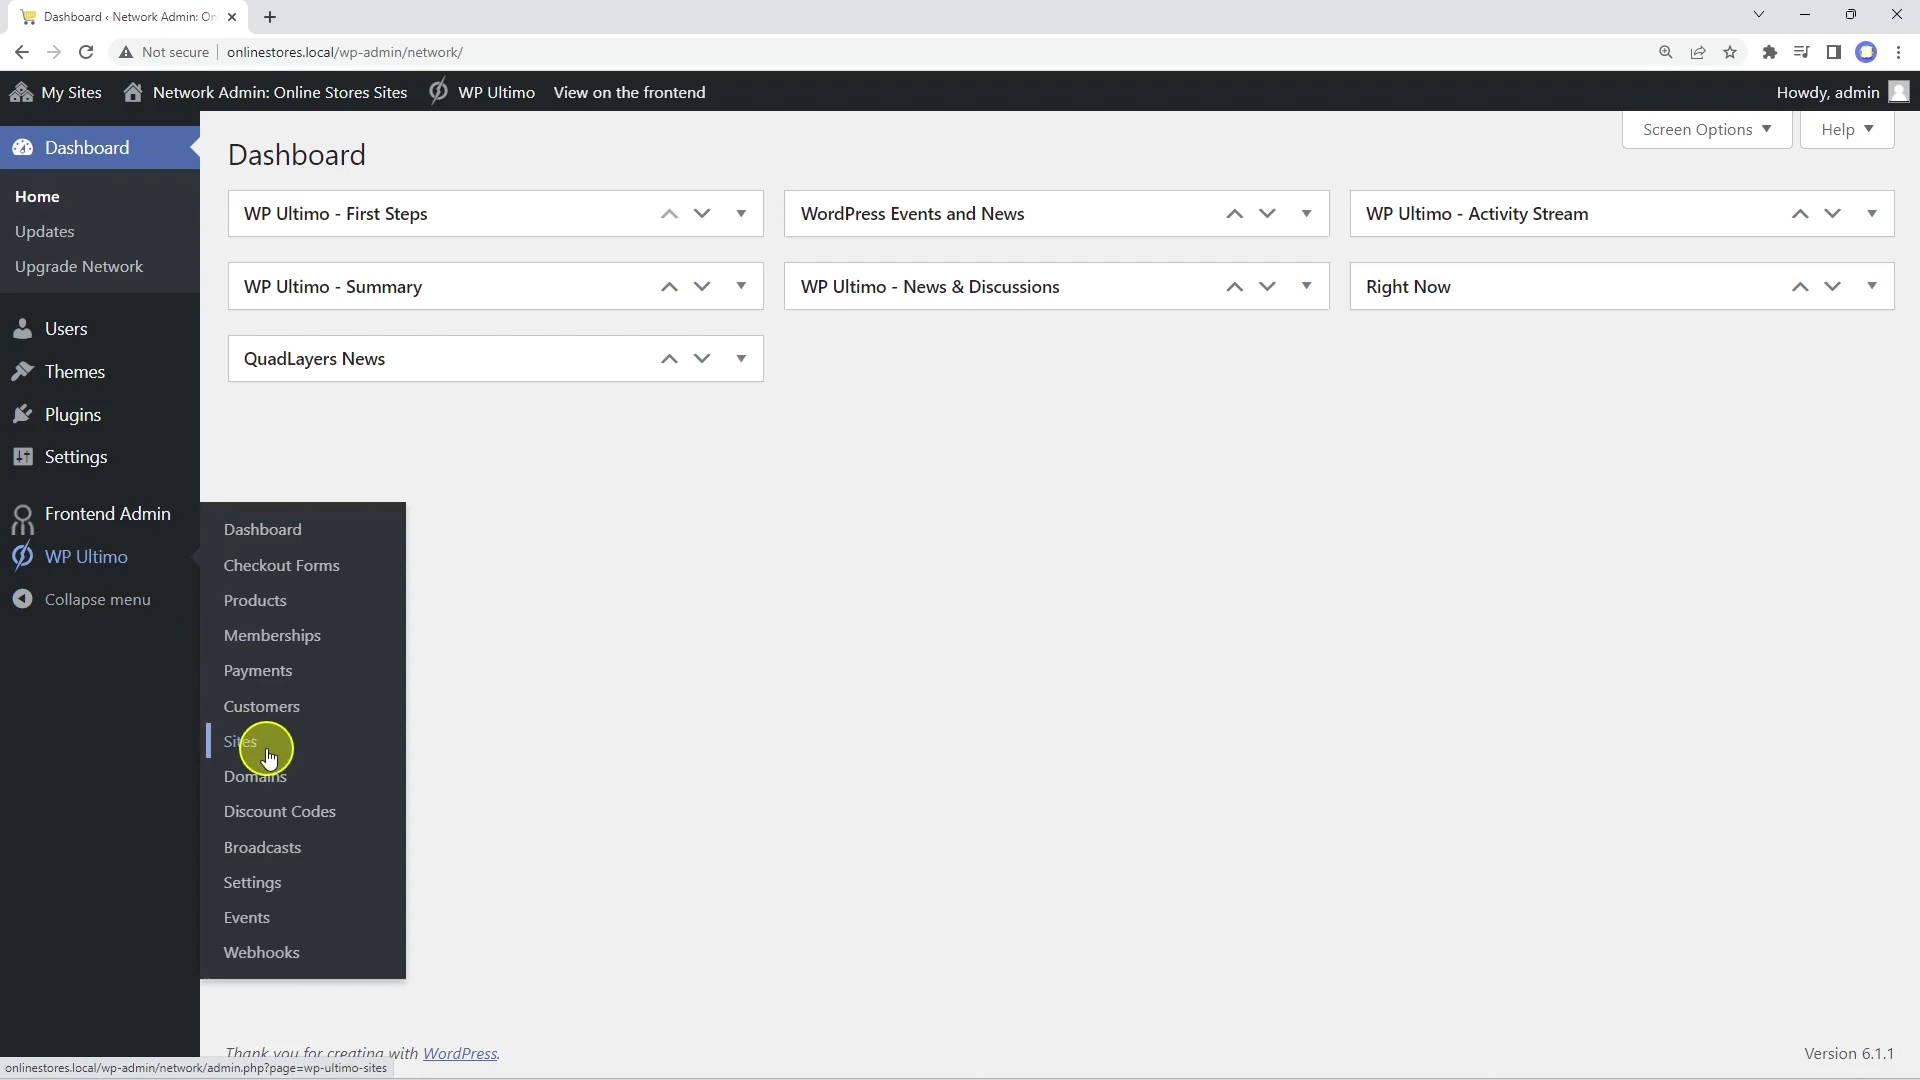 Dashboard ‹ Network Admin: On
Not secure
onlinestores.local/wp-admin/network/
My Sites
Network Admin: Online Stores Sites
WP Ultimo
View on the frontend
Howdy, admin
Dashboard
Home
Updates
Upgrade Network
Users
Themes
Plugins
Settings
Frontend Admin
WP Ultimo
Collapse menu
Dashboard
Checkout Forms
Products
Memberships
Payments
Customers
Sites
Domains
Discount Codes
Broadcasts
Settings
Events
Webhooks
Screen Options
Help
Dashboard
WP Ultimo - First Steps
WordPress Events and News
WP Ultimo - Activity Stream
WP Ultimo - Summary
WP Ultimo - News & Discussions
Right Now
QuadLayers News
Thank you for creating with WordPress.
Version 6.1.1
onlinestores.local/wp-admin/network/admin.php?page=wp-ultimo-sites